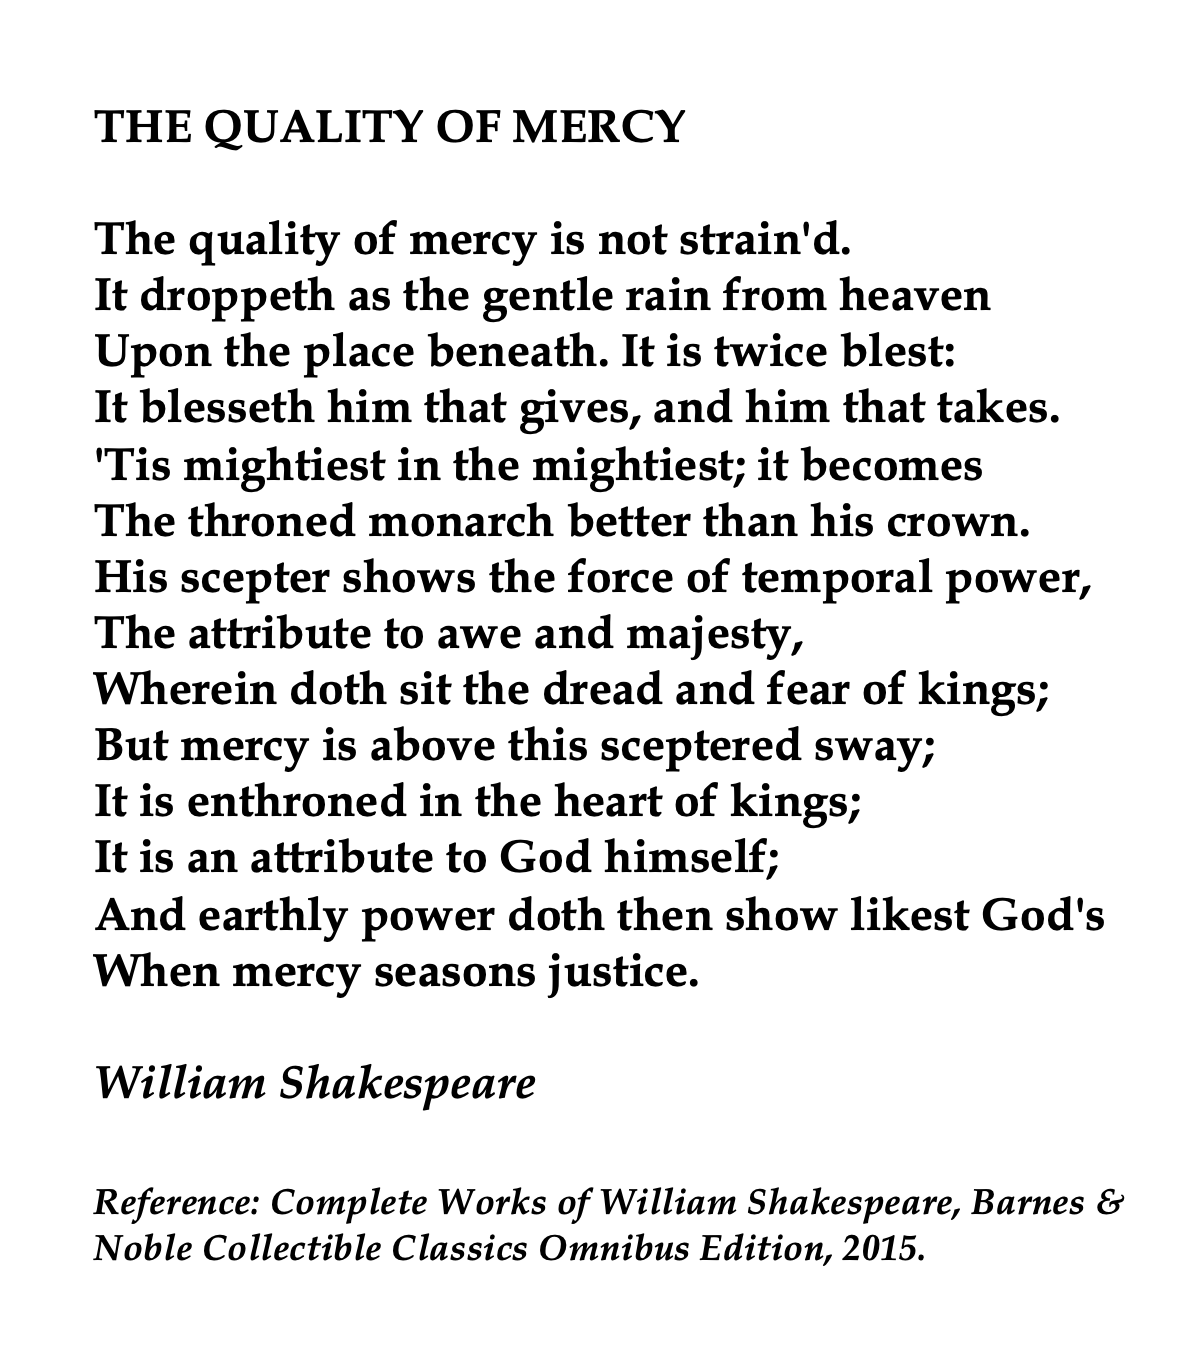 THE QUALITY OF MERCY
The quality of mercy is not strain'd.
It droppeth as the gentle rain from heaven
Upon the place beneath. It is twice blest:
It blesseth him that gives, and him that takes.
'Tis mightiest in the mightiest; it becomes
The throned monarch better than his crown.
His scepter shows the force of temporal power,
The attribute to awe and majesty,
Wherein doth sit the dread and fear of kings;
But mercy is above this sceptered sway;
It is enthroned in the heart of kings;
It is an attribute to God himself;
And earthly power doth then show likest God's
When mercy seasons justice.
William Shakespeare
Reference: Complete Works of William Shakespeare, Barnes &
Noble Collectible Classics Omnibus Edition, 2015.